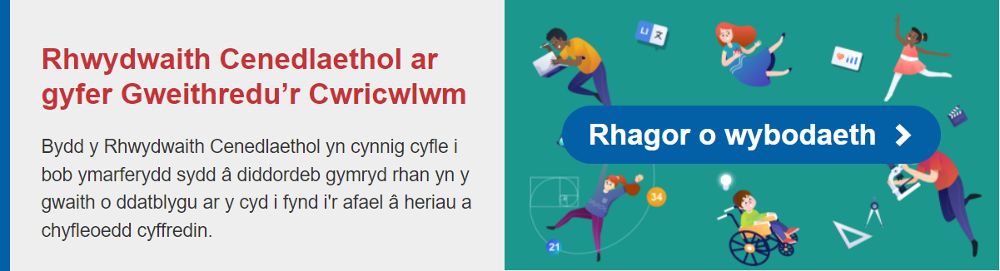 Rhwydwaith Cenedlaethol ar
gyfer Gweithredu’r Cwricwlwm
Bydd y Rhwydwaith Cenedlaethol yn cynnig cyfle i
bob ymarferydd sydd â diddordeb gymryd rhan yn y
gwaith o ddatblygu ar y cyd i fynd i'r afael â heriau a
chyfleoedd cyffredin.
LI 文
Rhagor o wybodaeth
34
21